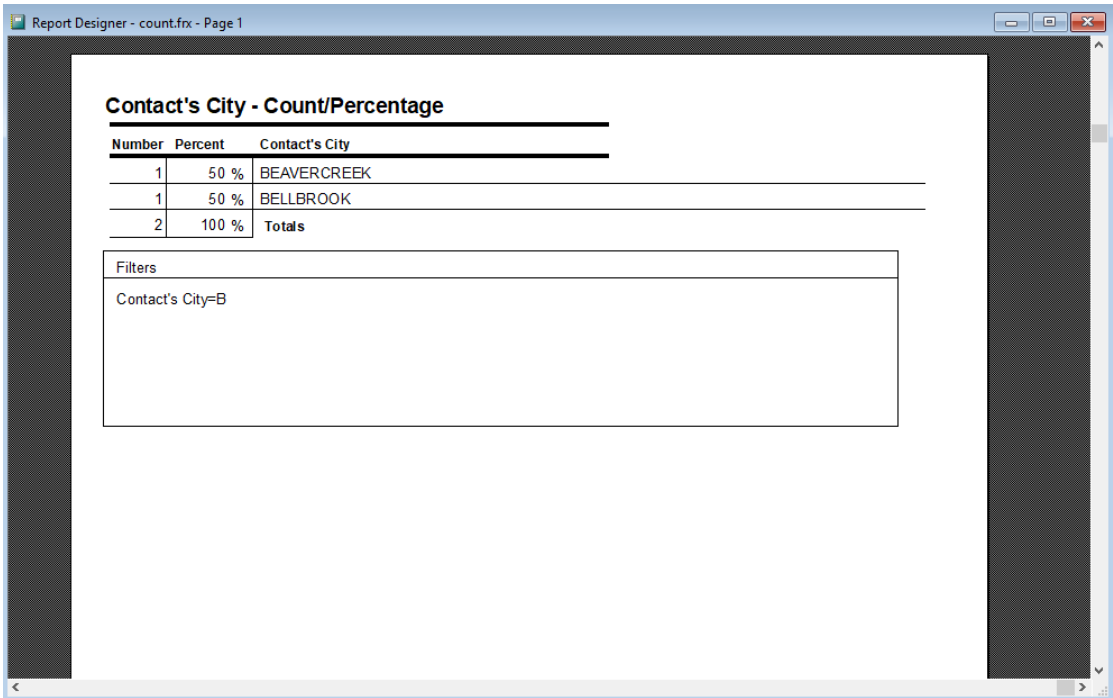 Report Designer - count.frx - Page 1
Contact's City - Count/Percentage
Number Percent Contact's City
1 50 % BEAVERCREEK
1 50 % BELLBROOK
2 100 % Totals
Filters
Contact's City=B